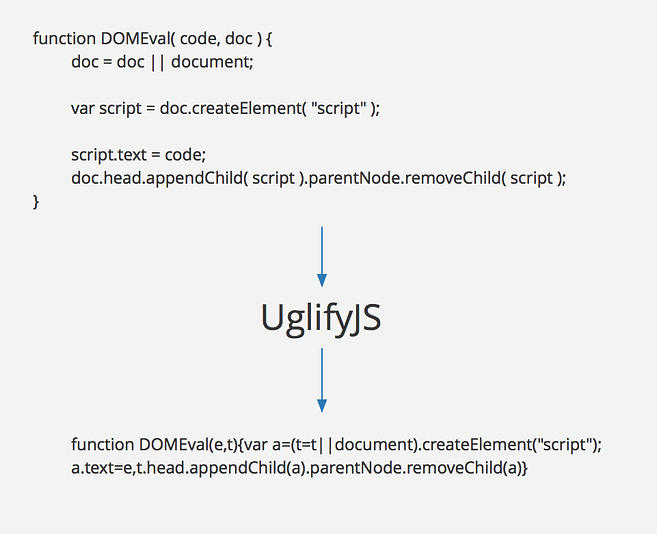 function DOMEval( code, doc ) {
doc = doc || document;
var script = doc.createElement( "script" );
script.text = code;
doc.head.appendChild( script ).parentNode.removeChild( script );
}
UglifyJS
function DOMEval(e,t){var a=(t=t||document).createElement("script");
a.text=e,t.head.appendChild(a).parentNode.removeChild(a)}